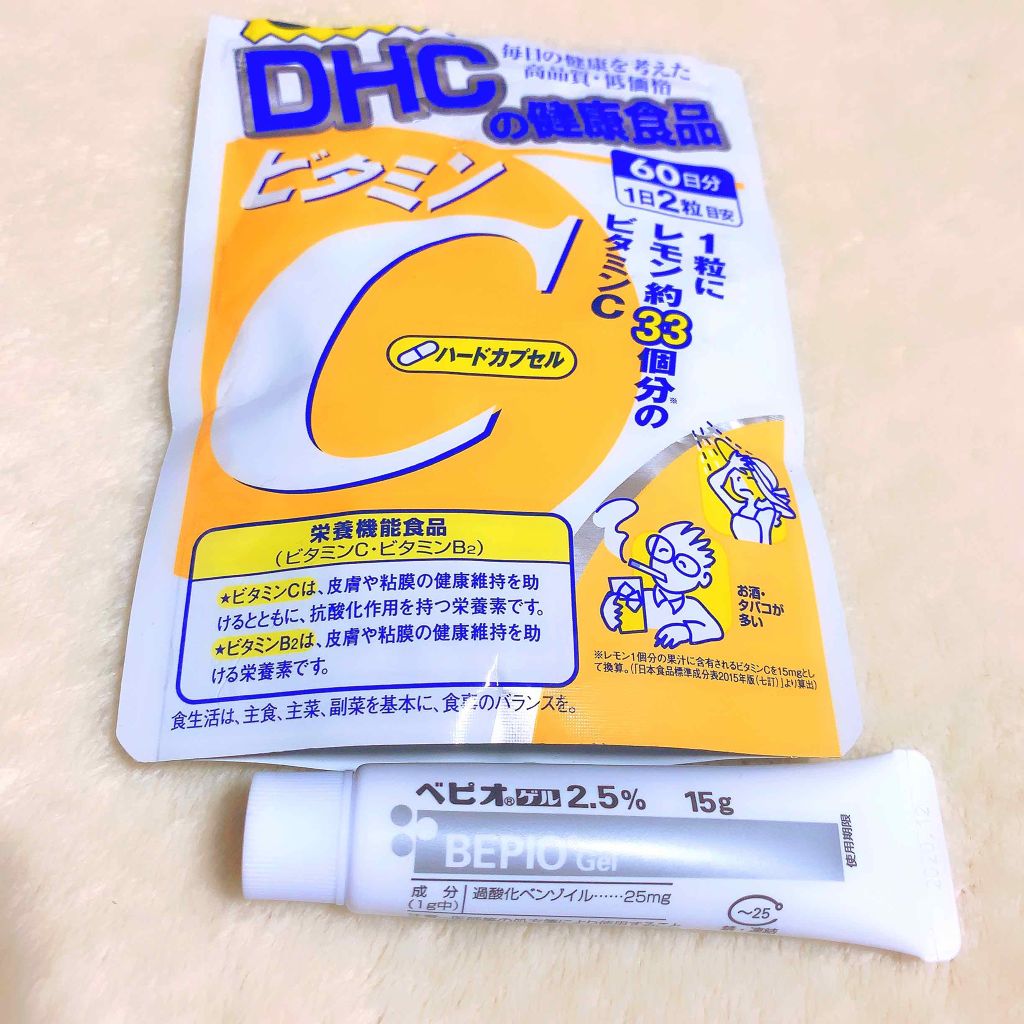 DHC
毎日の健康を考えた
高品質・低価格
の健康食品
ビタミン
C
60日分
1日2粒目安
1粒に
レモン約33個分の※
ビタミンC
ハードカプセル
栄養機能食品
(ビタミンC・ビタミンB2)
★ビタミンCは、皮膚や粘膜の健康維持を助
けるとともに、抗酸化作用を持つ栄養素です。
★ビタミンB2は、皮膚や粘膜の健康維持を助
ける栄養素です。
お酒・
タバコが
多い
※レモン1個分の果汁に含有されるビタミンCを15mgとし
て換算。(「日本食品標準成分表2015年版(七訂)」より算出)
食生活は、主食、主菜、副菜を基本に、食事のバランスを。
ベピオ®ゲル2.5% 15g
BEPIO Gel
使用期限
成分
(1g中)
過酸化ベンゾイル……25mg
～25